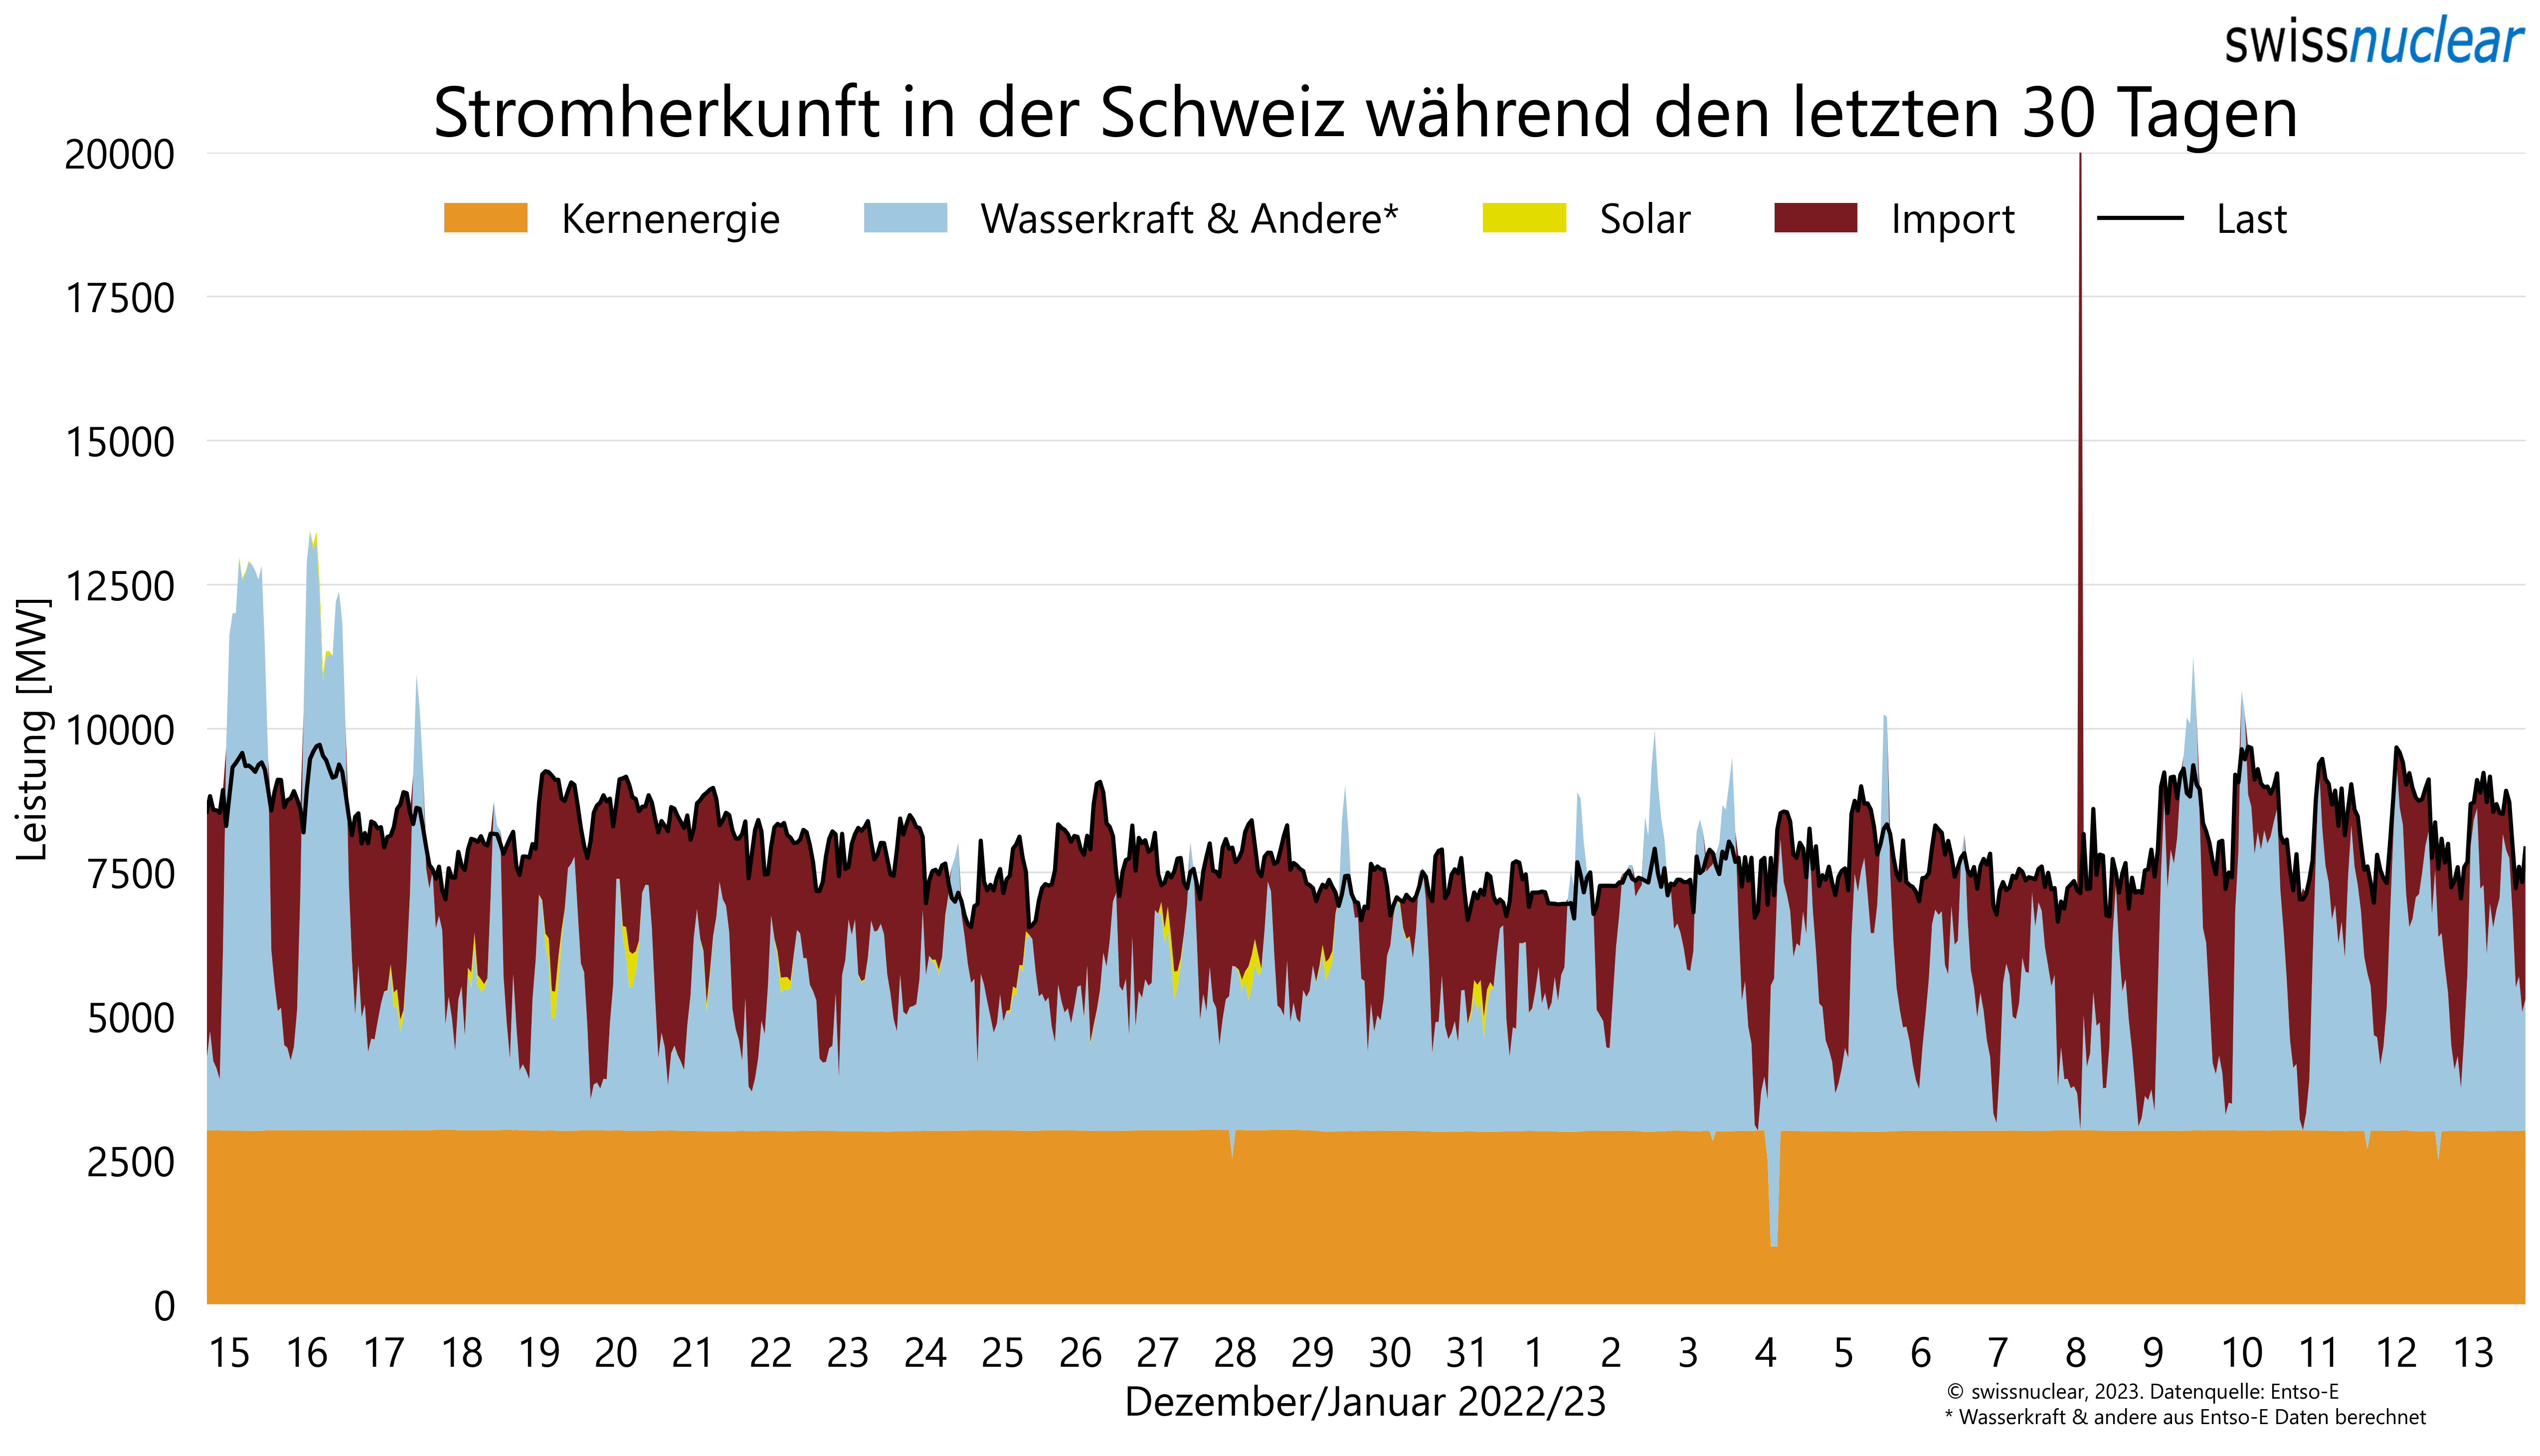 swissnuclear
Stromherkunft in der Schweiz während den letzten 30 Tagen
Kernenergie Wasserkraft & Andere* Solar Import Last
20000
17500
15000
12500
10000
7500
5000
2500
0
Leistung [MW]
15 16 17 18 19 20 21 22 23 24 25 26 27 28 29 30 31 1 2 3 4 5 6 7 8 9 10 11 12 13
Dezember/Januar 2022/23
© swissnuclear, 2023. Datenquelle: Entso-E
* Wasserkraft & andere aus Entso-E Daten berechnet